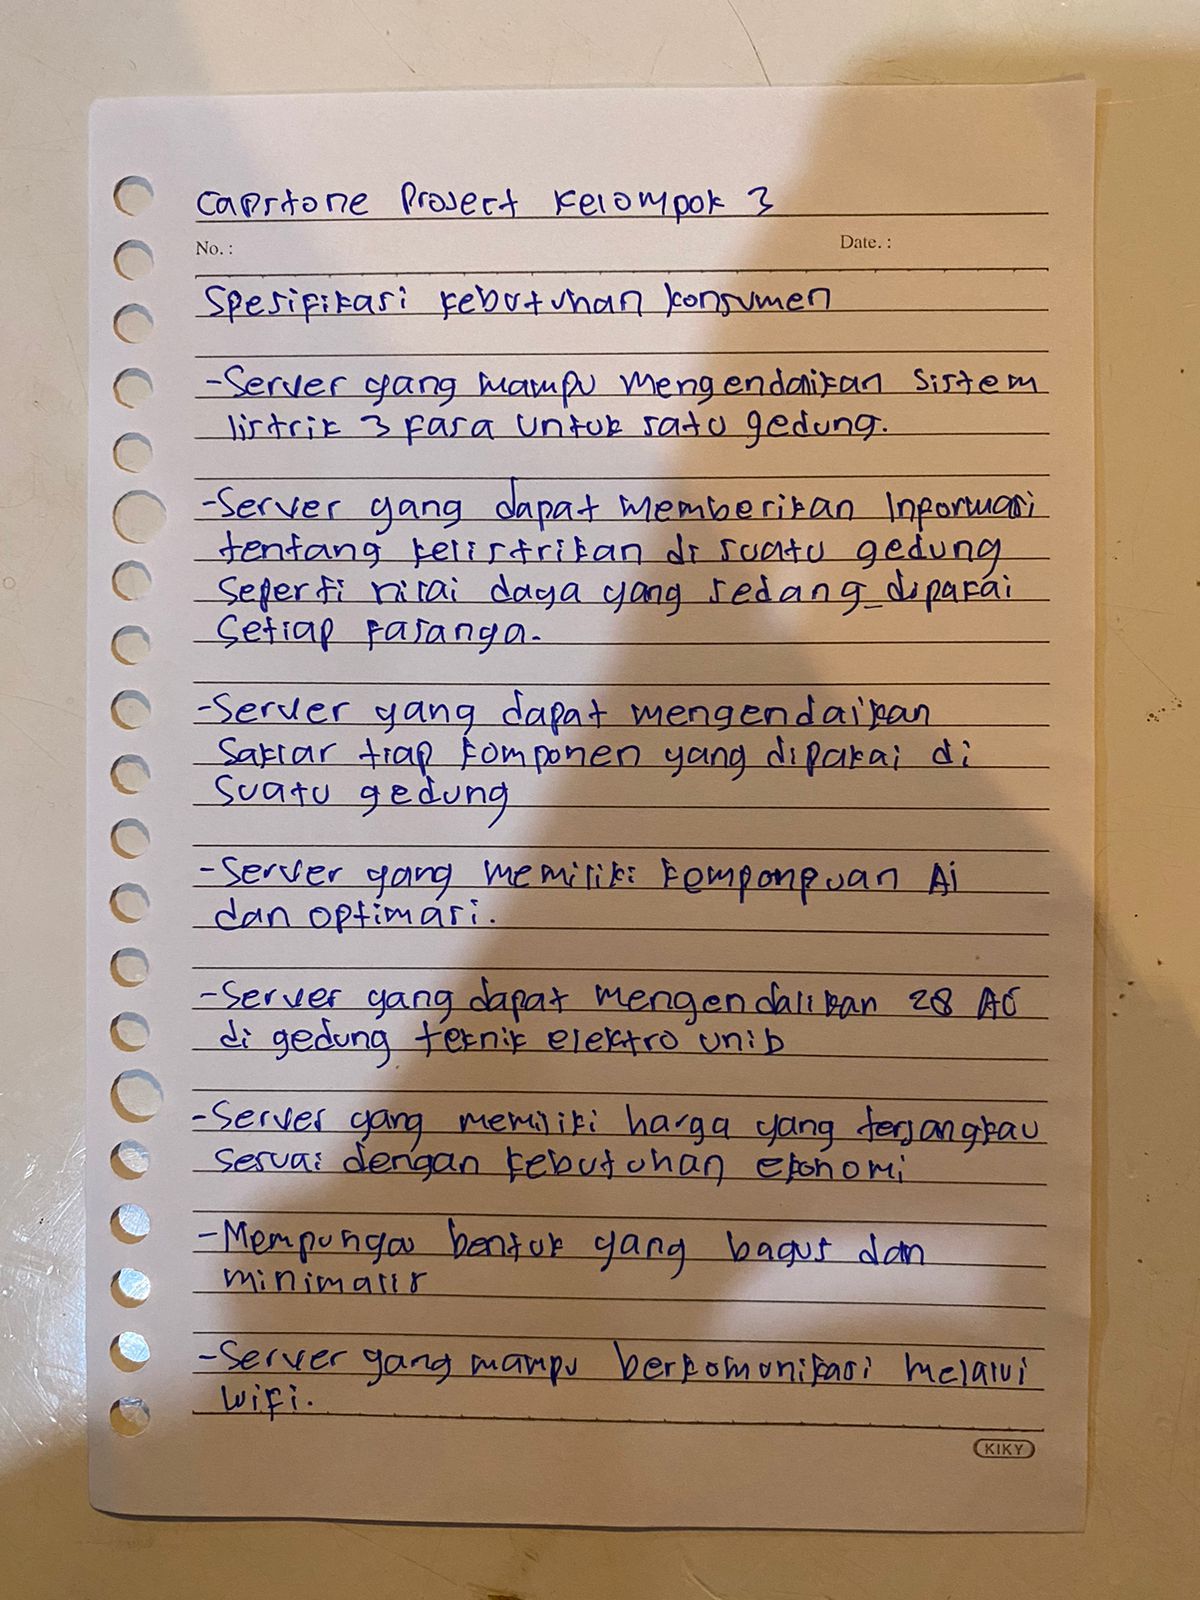 Capstone Project Kelompok 3
No. :
Date. :
Spesifikasi kebutuhan konsumen
-Server yang mampu mengendalikan sistem
listrik 3 fasa untuk satu gedung.
-Server yang dapat memberikan Informasi
tentang kelistrikan di suatu gedung
Seperti nilai daya yang sedang dipakai
Setiap fasanya.
-Server yang dapat mengendalikan
Saklar tiap komponen yang dipakai di
Suatu gedung
-Server yang memiliki Ai
dan optimasi.
-Server yang dapat mengendalikan 28 AC
di gedung teknik elektro unib
-Server yang memiliki harga yang terjangkau
Sesuai dengan kebutuhan ekonomi
-Mempunya bentuk yang bagus dan
minimalis
-Server yang mampu berkomunikasi melalui
wifi.
KIKY